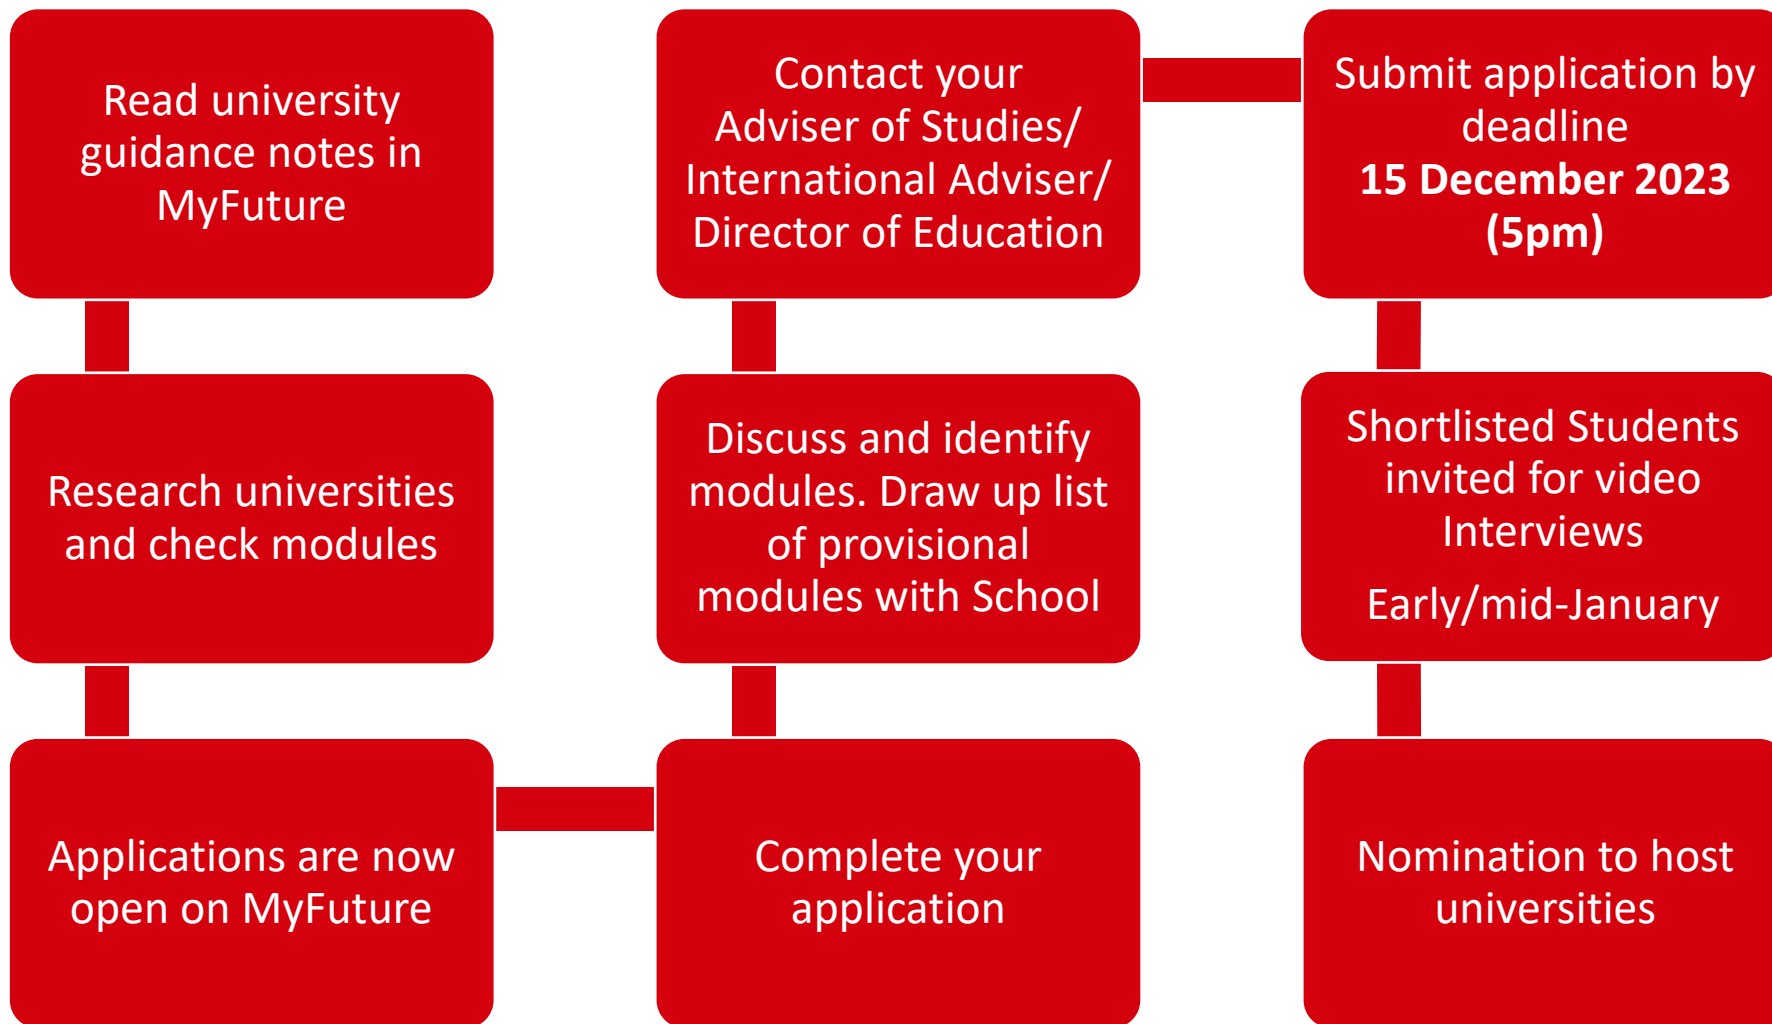 Read university
guidance notes in
MyFuture
Research universities
and check modules
Applications are now
open on MyFuture
Complete your
application
Discuss and identify
modules. Draw up list
of provisional
modules with School
Contact your
Adviser of Studies/
International Adviser/
Director of Education
Submit application by
deadline
15 December 2023
(5pm)
Shortlisted Students
invited for video
Interviews
Early/mid-January
Nomination to host
universities